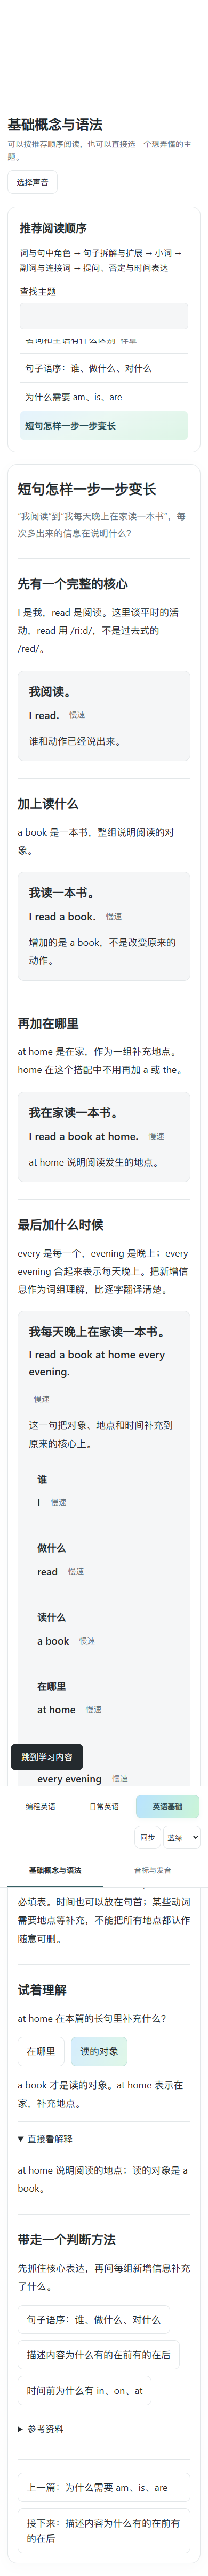 基础概念与语法
可以按推荐顺序阅读，也可以直接选一个想弄懂的主
题。
选择声音
推荐阅读顺序
词与句中角色 → 句子拆解与扩展 → 小词 →
副词与连接词 → 提问、否定与时间表达
查找主题
句子语序：谁、做什么、对什么
为什么需要 am、is、are
短句怎样一步一步变长
短句怎样一步一步变长
“我阅读”到“我每天晚上在家读一本书”，每
次多出来的信息在说明什么？
先有一个完整的核心
I 是我，read 是阅读。这里谈平时的活
动，read 用 /riːd/，不是过去式的
/red/。
我阅读。
I read. 慢速
谁和动作已经说出来。
加上读什么
a book 是一本书，整组说明阅读的对
象。
我读一本书。
I read a book. 慢速
增加的是 a book，不是改变原来的
动作。
再加在哪里
at home 是在家，作为一组补充地点。
home 在这个搭配中不用再加 a 或 the。
我在家读一本书。
I read a book at home. 慢速
at home 说明阅读发生的地点。
最后加什么时候
every 是每一个，evening 是晚上；every
evening 合起来表示每天晚上。把新增信
息作为词组理解，比逐字翻译清楚。
我每天晚上在家读一本书。
I read a book at home every
evening.
慢速
这一句把对象、地点和时间补充到
原来的核心上。
谁
I 慢速
做什么
read 慢速
读什么
a book 慢速
在哪里
at home 慢速
跳到学习内容
every evening 慢速
编程英语 日常英语 英语基础
同步 蓝绿
基础概念与语法 音标与发音
必填表。时间也可以放在句首；某些动
词需要地点等补充，不能把所有地点都认作
随意可删。
试着理解
at home 在本篇的长句里补充什么？
在哪里 读的对象
a book 才是读的对象。at home 表示在
家，补充地点。
▼ 直接看解释
at home 说明阅读的地点；读的对象是 a
book。
带走一个判断方法
先抓住核心表达，再问每组新增信息补充
了什么。
句子语序：谁、做什么、对什么
描述内容为什么有的在前有的在后
时间前为什么有 in、on、at
▶ 参考资料
上一篇：为什么需要 am、is、are
接下来：描述内容为什么有的在前有
的在后